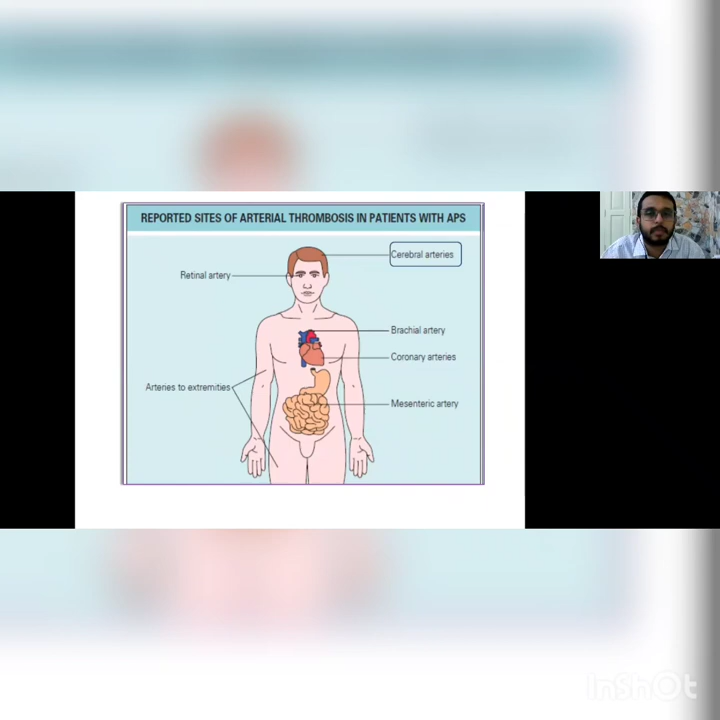 REPORTED SITES OF ARTERIAL THROMBOSIS IN PATIENTS WITH APS
Cerebral arteries
Retinal artery
Brachial artery
Coronary arteries
Arteries to extremities
Mesenteric artery
InShOt